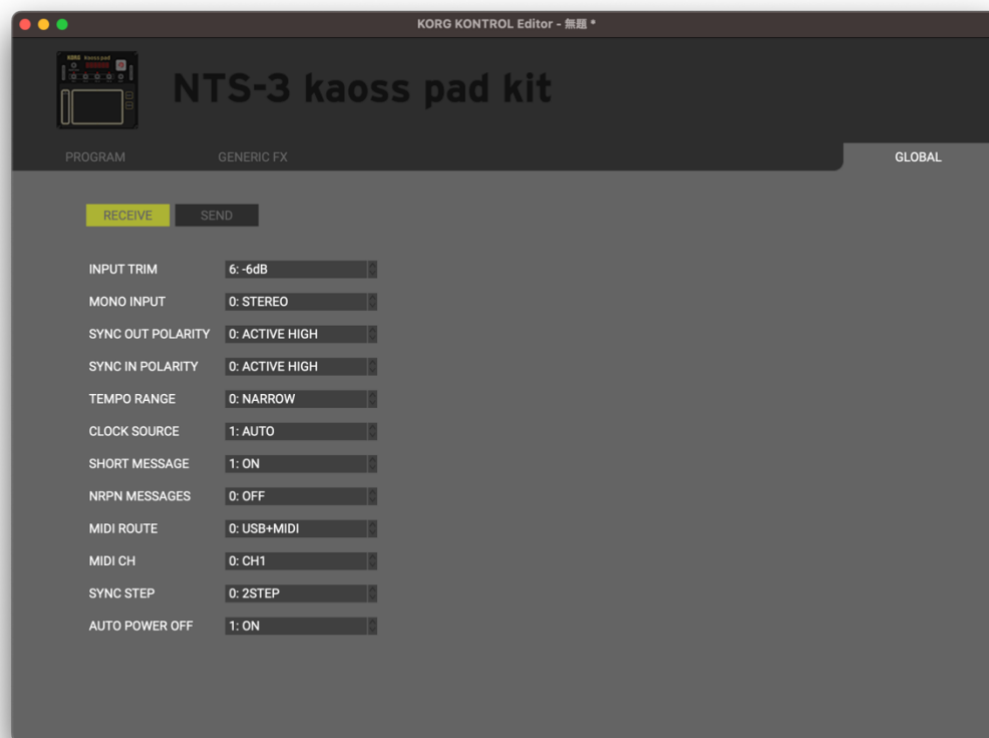 KORG KONTROL Editor - 無題 *
KORG kaoss pad
NTS-3 kaoss pad kit
PROGRAM GENERIC FX GLOBAL
RECEIVE SEND
INPUT TRIM 6: -6dB
MONO INPUT 0: STEREO
SYNC OUT POLARITY 0: ACTIVE HIGH
SYNC IN POLARITY 0: ACTIVE HIGH
TEMPO RANGE 0: NARROW
CLOCK SOURCE 1: AUTO
SHORT MESSAGE 1: ON
NRPN MESSAGES 0: OFF
MIDI ROUTE 0: USB+MIDI
MIDI CH 0: CH1
SYNC STEP 0: 2STEP
AUTO POWER OFF 1: ON